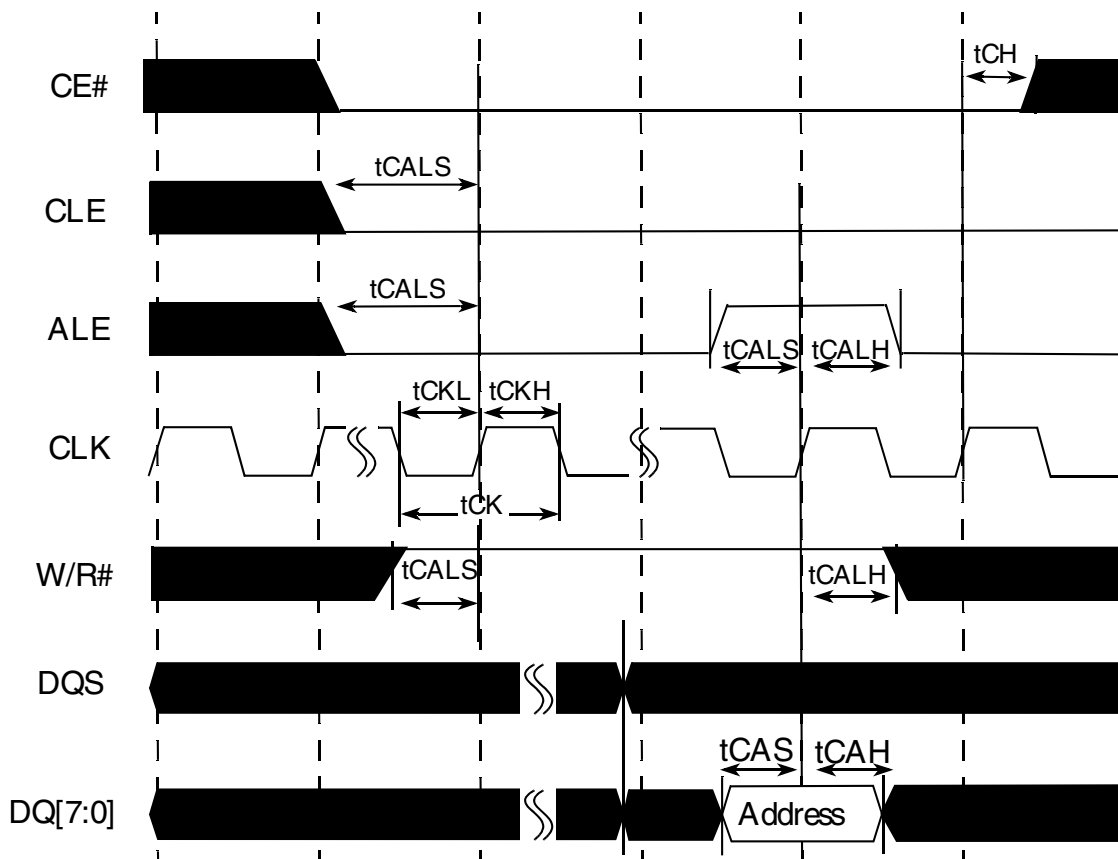 tCH
CE#
tCALS
CLE
tCALS
ALE
tCALS tCALH
tCKL tCKH
CLK
tCK
W/R#
tCALS tCALH
DQS
tCAS tCAH
DQ[7:0] Address